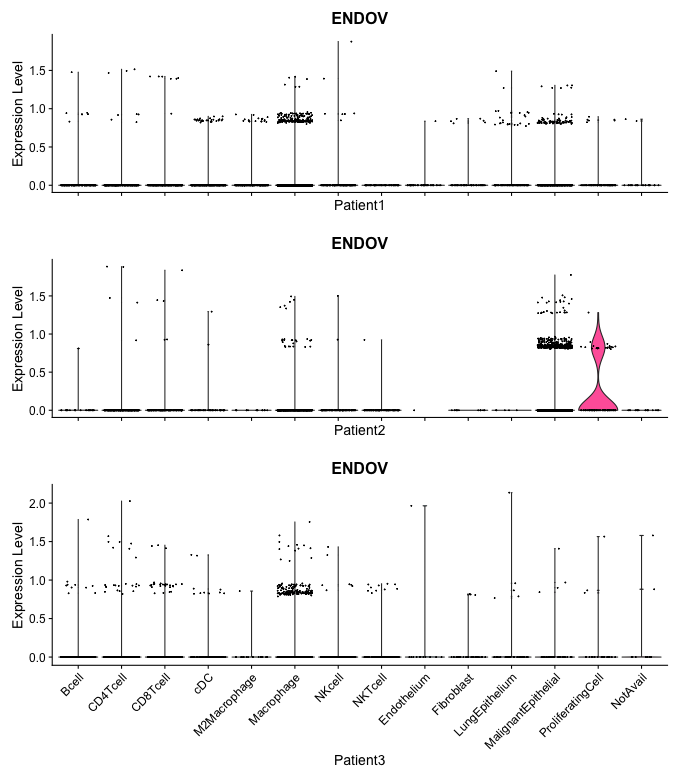 ENDOV
Expression Level
1.5
1.0
0.5
0.0
Patient1
ENDOV
Expression Level
1.5
1.0
0.5
0.0
Patient2
ENDOV
Expression Level
2.0
1.5
1.0
0.5
0.0
Bcell
CD4Tcell
CD8Tcell
cDC
M2Macrophage
Macrophage
NKcell
NKTcell
Endothelium
Fibroblast
LungEpithelium
MalignantEpithelial
ProliferatingCell
NotAvail
Patient3